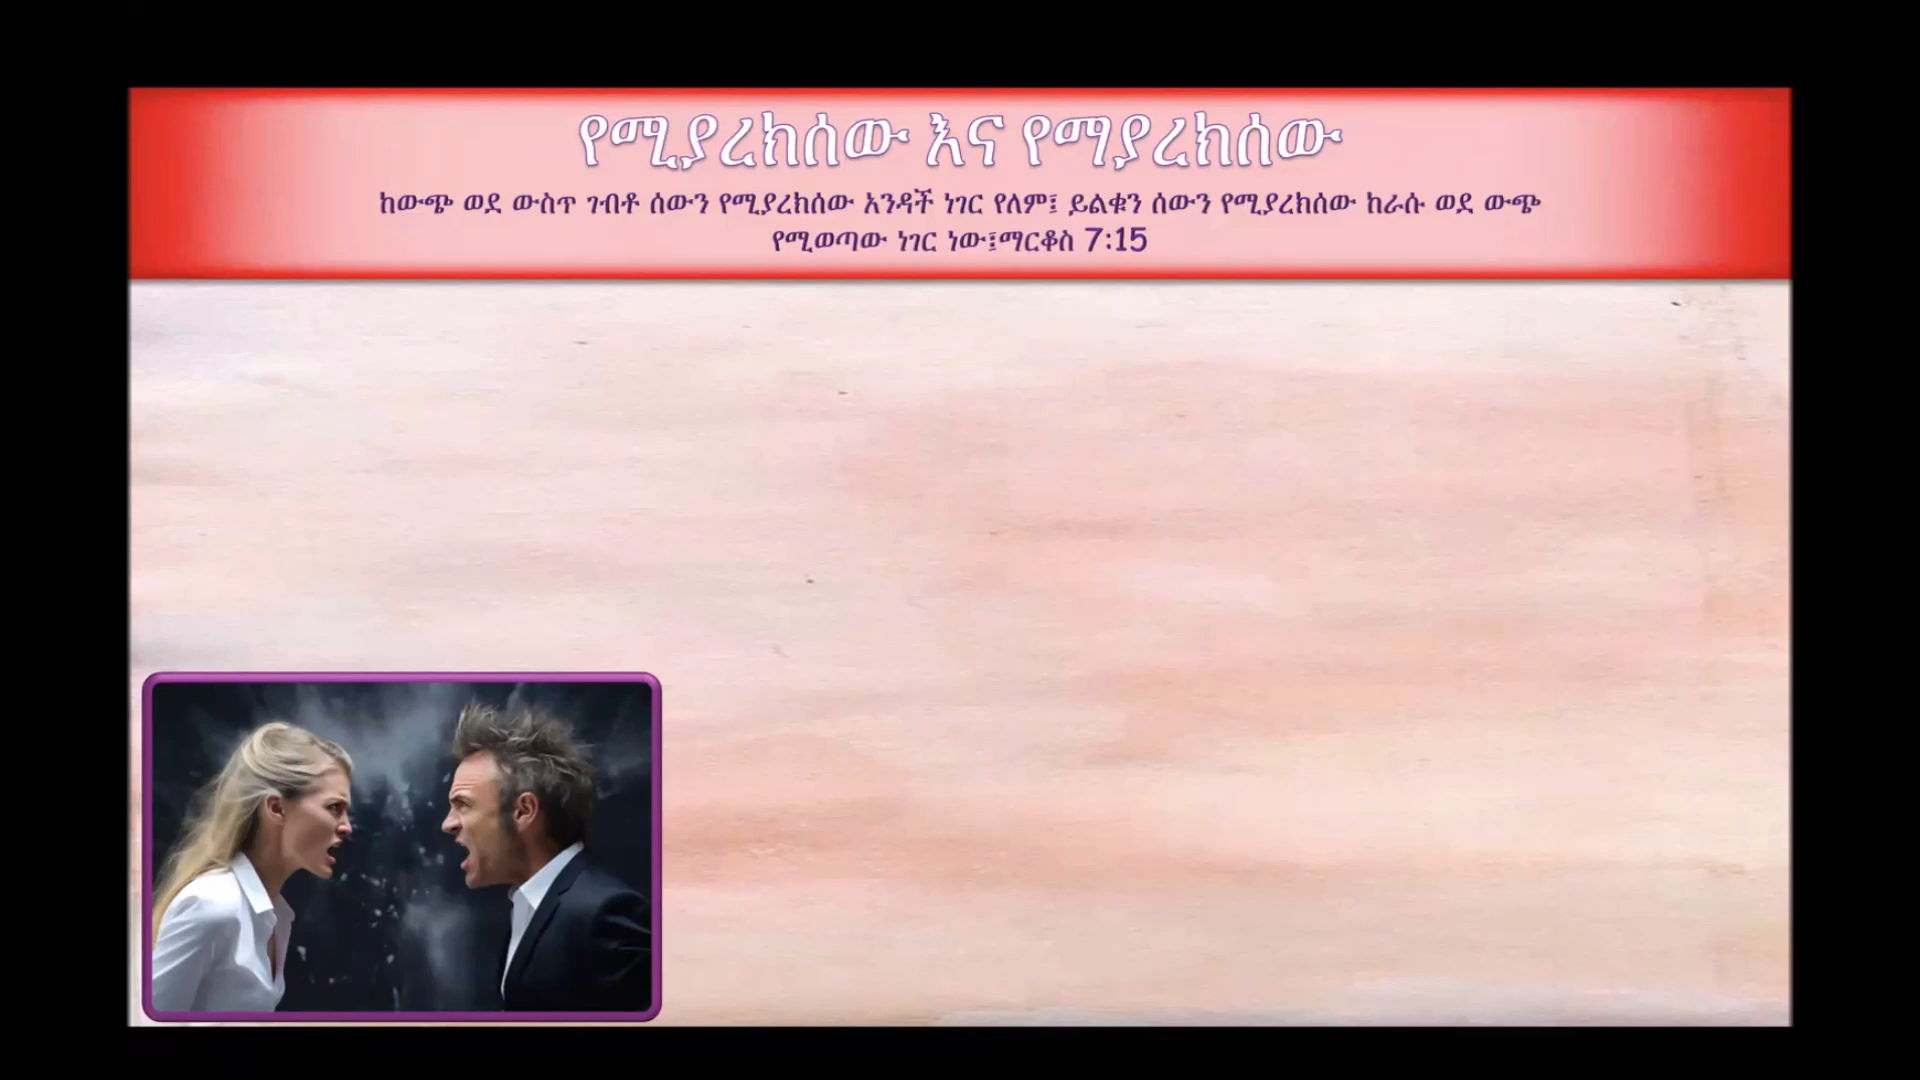 የሚያረክሰው እና የማያረክሰው
ከውጭ ወደ ውስጥ ገብቶ ሰውን የሚያረክሰው አንዳች ነገር የለም፤ ይልቁን ሰውን የሚያረክሰው ከራሱ ወደ ውጭ
የሚወጣው ነገር ነው፤ማርቆስ 7:15